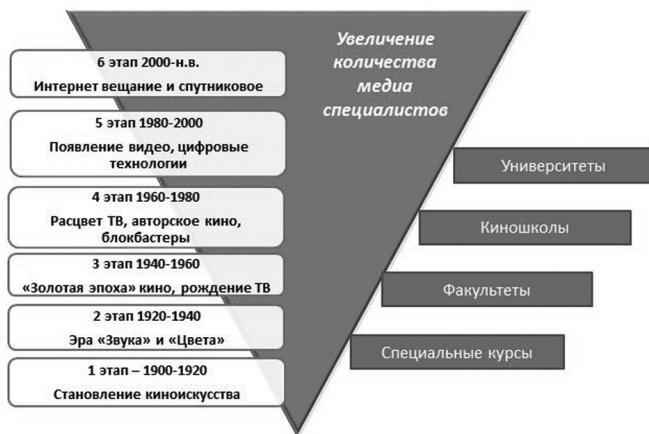 Увеличение
количества
медиа
специалистов
6 этап 2000-н.в.
Интернет вещание и спутниковое
5 этап 1980-2000
Появление видео, цифровые
технологии
4 этап 1960-1980
Расцвет ТВ, авторское кино,
блокбастеры
3 этап 1940-1960
«Золотая эпоха» кино, рождение ТВ
2 этап 1920-1940
Эра «Звука» и «Цвета»
1 этап – 1900-1920
Становление киноискусства
Университеты
Киношколы
Факультеты
Специальные курсы